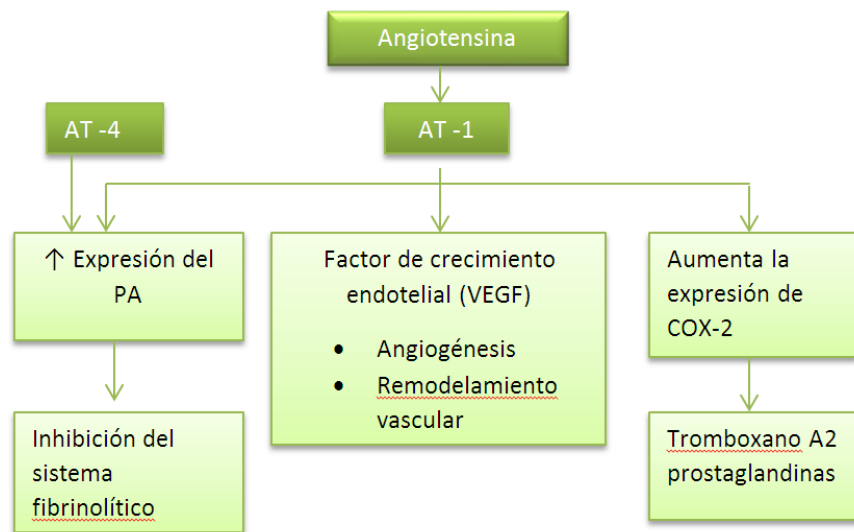 Angiotensina
AT -4
AT -1
↑ Expresión del
PA
Factor de crecimiento
endotelial (VEGF)
• Angiogénesis
• Remodelamiento
vascular
Aumenta la
expresión de
COX-2
Inhibición del
sistema
fibrinolítico
Tromboxano A2
prostaglandinas